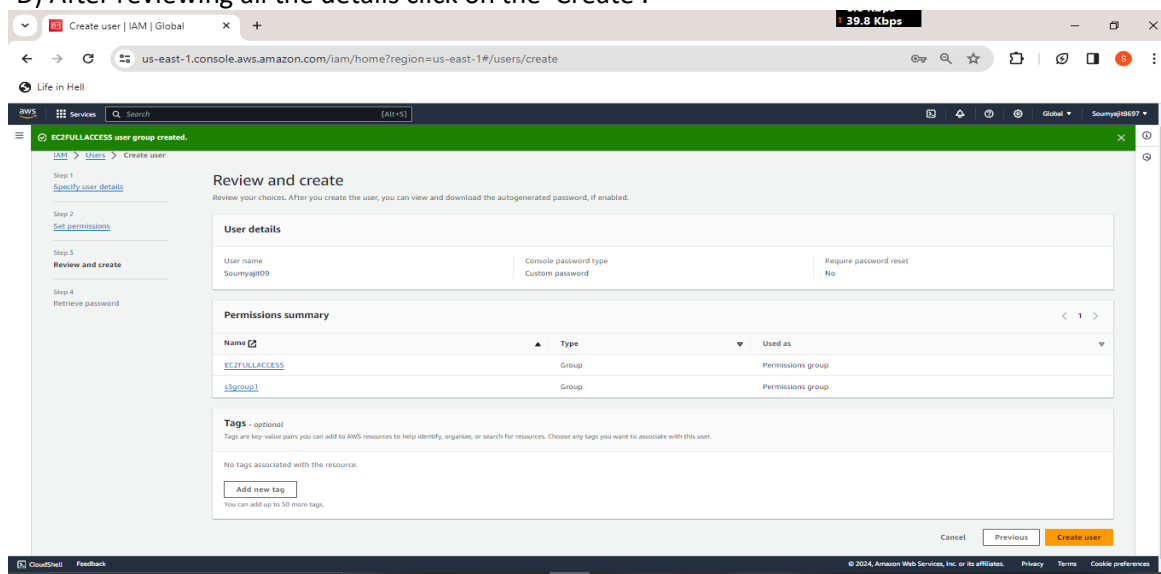 D) After reviewing all the details click on the 'Create'.
39.8 Kbps
Create user | IAM | Global
us-east-1.console.aws.amazon.com/iam/home?region=us-east-1#/users/create
S
Life in Hell
aws Services Search [Alt+S] Global Soumyajit8697
EC2FULLACCESS user group created.
IAM > Users > Create user
Step 1
Specify user details
Step 2
Set permissions
Step 3
Review and create
Step 4
Retrieve password
Review and create
Review your choices. After you create the user, you can view and download the autogenerated password, if enabled.
User details
User name Console password type Require password reset
Soumyajit09 Custom password No
Permissions summary < 1 >
Name Type Used as
EC2FULLACCESS Group Permissions group
s3group1 Group Permissions group
Tags - optional
Tags are key-value pairs you can add to AWS resources to help identify, organize, or search for resources. Choose any tags you want to associate with this user.
No tags associated with the resource.
Add new tag
You can add up to 50 more tags.
Cancel Previous Create user
CloudShell Feedback © 2024, Amazon Web Services, Inc. or its affiliates. Privacy Terms Cookie preferences